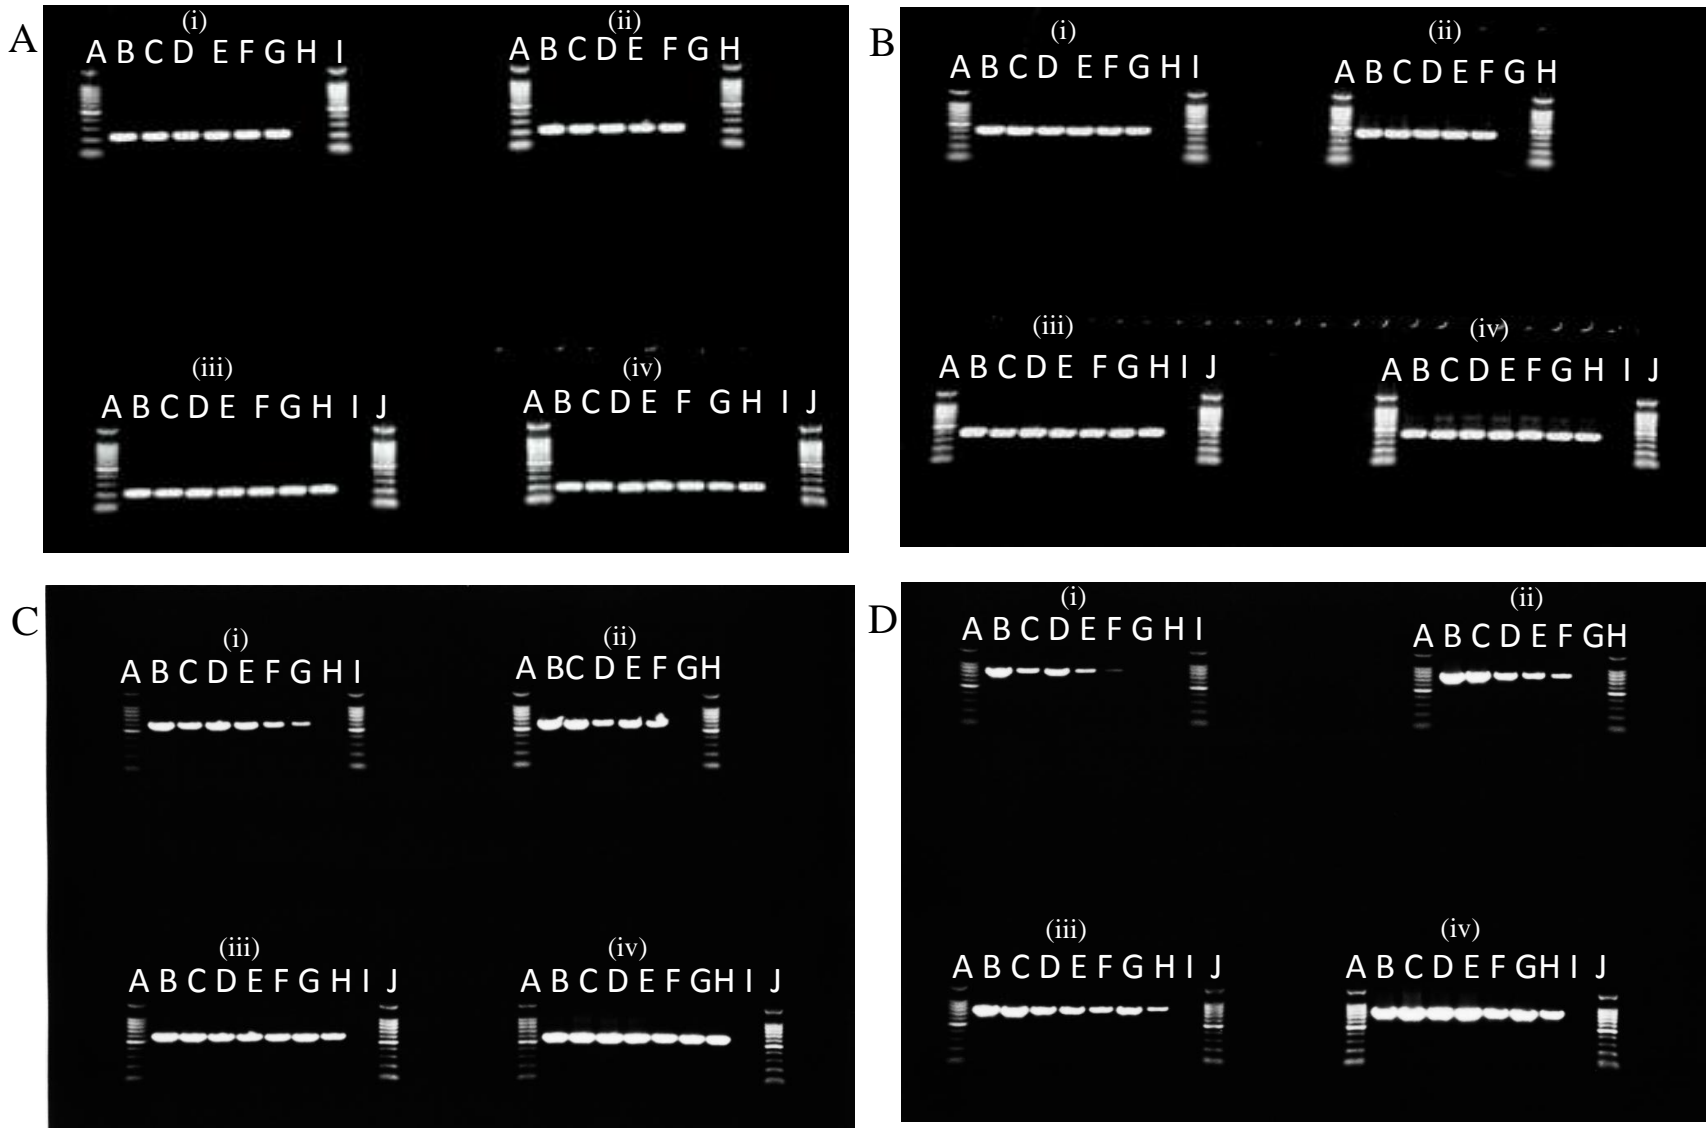 A
(i)
A B C D E F G H I
(ii)
A B C D E F G H
(iii)
A B C D E F G H I J
(iv)
A B C D E F G H I J
B
(i)
A B C D E F G H I
(ii)
A B C D E F G H
(iii)
A B C D E F G H I J
(iv)
A B C D E F G H I J
C
(i)
A B C D E F G H I
(ii)
A BC D E F GH
(iii)
A B C D E F G H I J
(iv)
A B C D E F GH I J
D
(i)
A B C D E F G H I
(ii)
A B C D E F GH
(iii)
A B C D E F G H I J
(iv)
A B C D E F GH I J